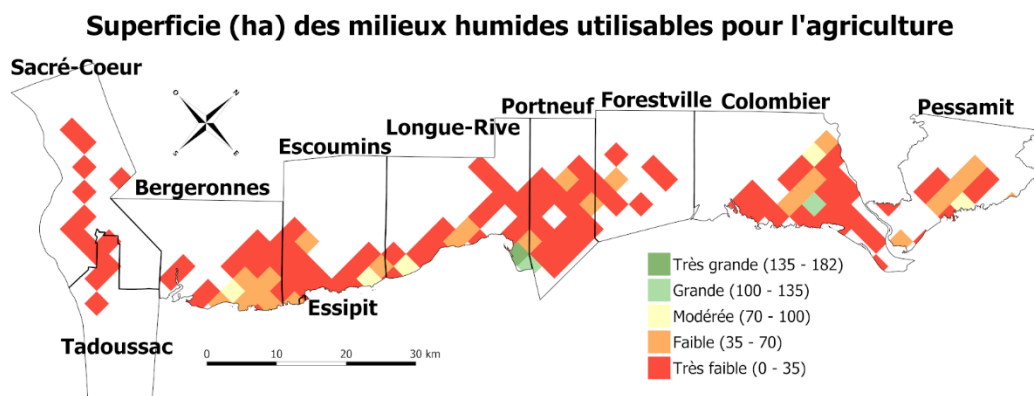 Superficie (ha) des milieux humides utilisables pour l'agriculture
Sacré-Coeur
O
N
S
E
Bergeronnes
Escoumins
Longue-Rive
Portneuf
Forestville
Colombier
Pessamit
Essipit
Tadoussac
0 10 20 30 km
Très grande (135 - 182)
Grande (100 - 135)
Modérée (70 - 100)
Faible (35 - 70)
Très faible (0 - 35)